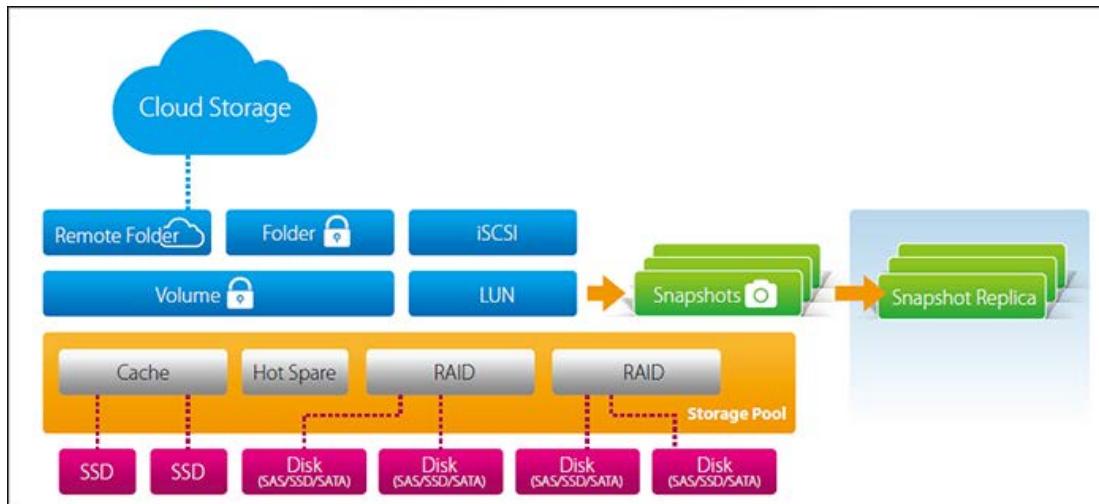 Cloud Storage
Remote Folder
Folder
iSCSI
Volume
LUN
Snapshots
Snapshot Replica
Cache
Hot Spare
RAID
RAID
Storage Pool
SSD
SSD
Disk
(SAS/SSD/SATA)
Disk
(SAS/SSD/SATA)
Disk
(SAS/SSD/SATA)
Disk
(SAS/SSD/SATA)